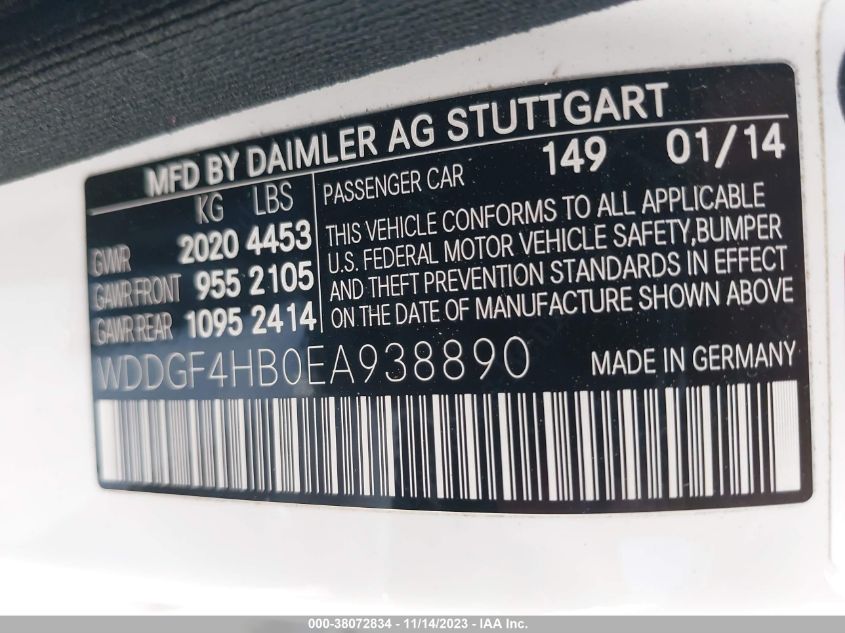 MFD BY DAIMLER AG STUTTGART
KG LBS
GVWR 2020 4453
GAWR FRONT 955 2105
GAWR REAR 1095 2414
PASSENGER CAR 149 01/14
THIS VEHICLE CONFORMS TO ALL APPLICABLE
U.S. FEDERAL MOTOR VEHICLE SAFETY,BUMPER
AND THEFT PREVENTION STANDARDS IN EFFECT
ON THE DATE OF MANUFACTURE SHOWN ABOVE
WDDGF4HB0EA938890 MADE IN GERMANY
000-38072834 - 11/14/2023 - IAA Inc.